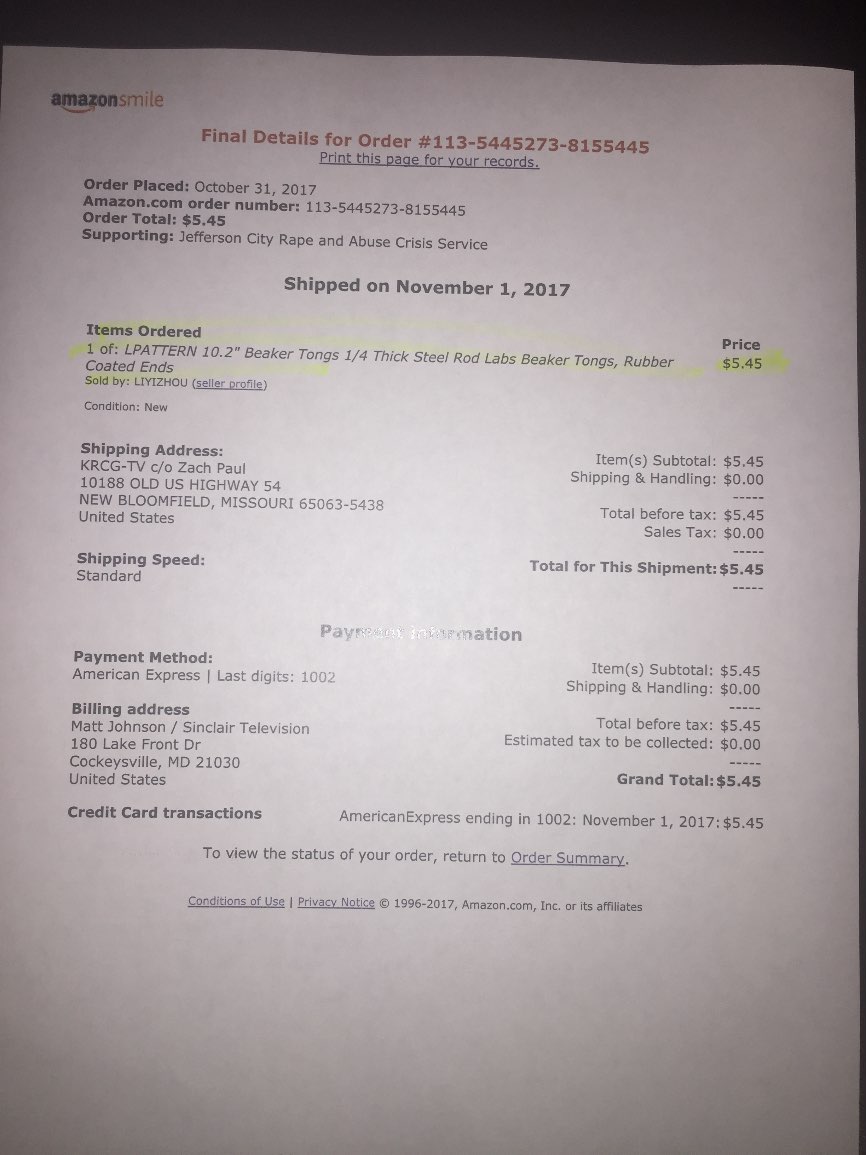 amazonsmile
Final Details for Order #113-5445273-8155445
Print this page for your records.
Order Placed: October 31, 2017
Amazon.com order number: 113-5445273-8155445
Order Total: $5.45
Supporting: Jefferson City Rape and Abuse Crisis Service
Shipped on November 1, 2017
Items Ordered Price
1 of: LPATTERN 10.2" Beaker Tongs 1/4 Thick Steel Rod Labs Beaker Tongs, Rubber $5.45
Coated Ends
Sold by: LIYIZHOU (seller profile)
Condition: New
Shipping Address:
KRCG-TV c/o Zach Paul
10188 OLD US HIGHWAY 54
NEW BLOOMFIELD, MISSOURI 65063-5438
United States
Shipping Speed:
Standard
Item(s) Subtotal: $5.45
Shipping & Handling: $0.00
-----
Total before tax: $5.45
Sales Tax: $0.00
-----
Total for This Shipment: $5.45
-----
Payment information
Payment Method:
American Express | Last digits: 1002
Billing address
Matt Johnson / Sinclair Television
180 Lake Front Dr
Cockeysville, MD 21030
United States
Item(s) Subtotal: $5.45
Shipping & Handling: $0.00
-----
Total before tax: $5.45
Estimated tax to be collected: $0.00
-----
Grand Total: $5.45
Credit Card transactions AmericanExpress ending in 1002: November 1, 2017: $5.45
To view the status of your order, return to Order Summary.
Conditions of Use | Privacy Notice © 1996-2017, Amazon.com, Inc. or its affiliates